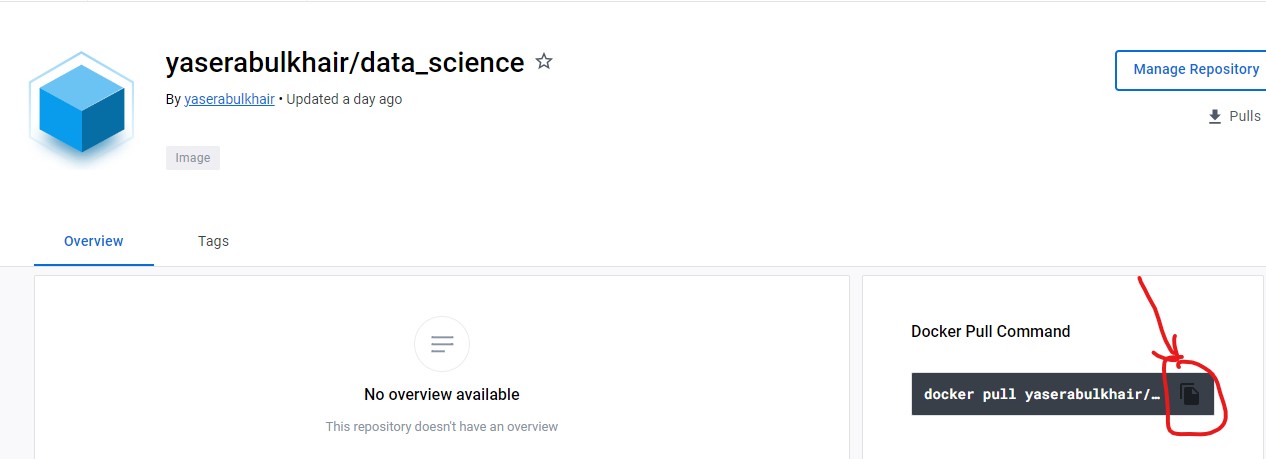 yaserabulkhair/data_science
Manage Repository
By yaserabulkhair • Updated a day ago
Pulls
Image
Overview
Tags
Docker Pull Command
docker pull yaserabulkhair/…
No overview available
This repository doesn't have an overview